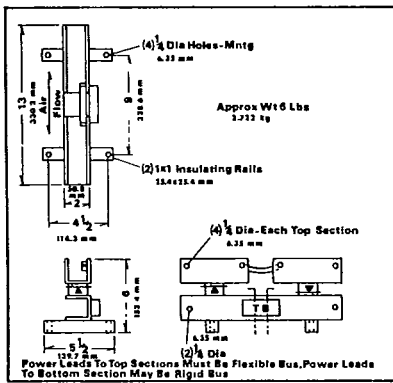 (4) 1/4 Dia Holes-Mntg
6.35 mm
13
330.2 mm
Air Flow
9
228.6 mm
Approx Wt 6 Lbs
2.722 kg
(2) 1x1 Insulating Rails
25.4x25.4 mm
50.8 mm
2
4 1/2
114.3 mm
(4) 1/4 Dia-Each Top Section
6.35 mm
6
152.4 mm
TB
5 1/2
139.7 mm
6.35 mm
(2) 1/4 Dia
Power Leads To Top Sections Must Be Flexible Bus, Power Leads
To Bottom Section May Be Rigid Bus